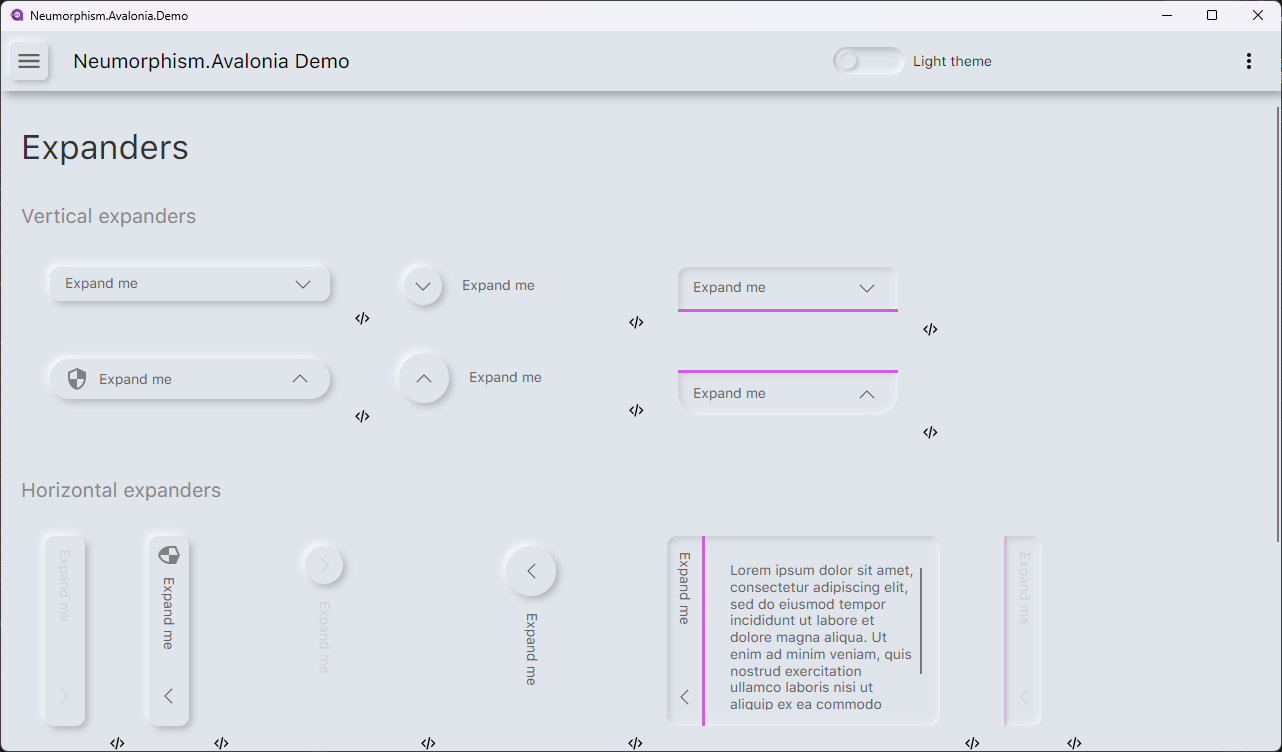 Neumorphism.Avalonia.Demo
Neumorphism.Avalonia Demo
Light theme
Expanders
Vertical expanders
Expand me
Expand me
Expand me
Expand me
Expand me
Expand me
Horizontal expanders
Expand me
Expand me
Expand me
Expand me
Expand me
Lorem ipsum dolor sit amet,
consectetur adipiscing elit,
sed do eiusmod tempor
incididunt ut labore et
dolore magna aliqua. Ut
enim ad minim veniam, quis
nostrud exercitation
ullamco laboris nisi ut
aliquip ex ea commodo
Expand me